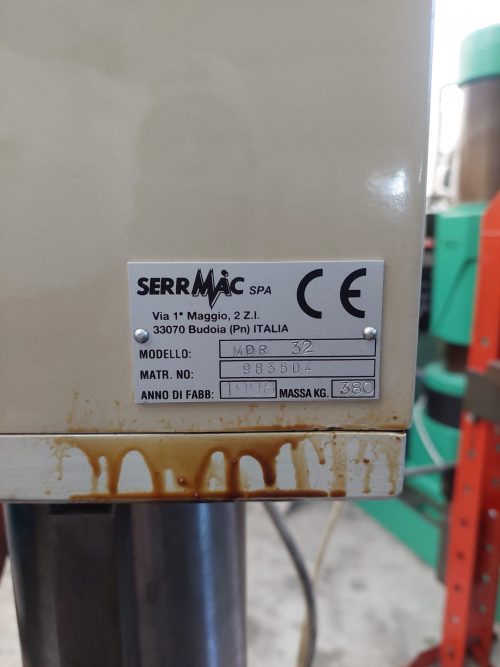 SERRMAC SPA CE
Via 1° Maggio, 2 Z.I.
33070 Budoia (Pn) ITALIA
MODELLO: MDR 32
MATR. NO: 983504
ANNO DI FABB: 1998 MASSA KG. 380